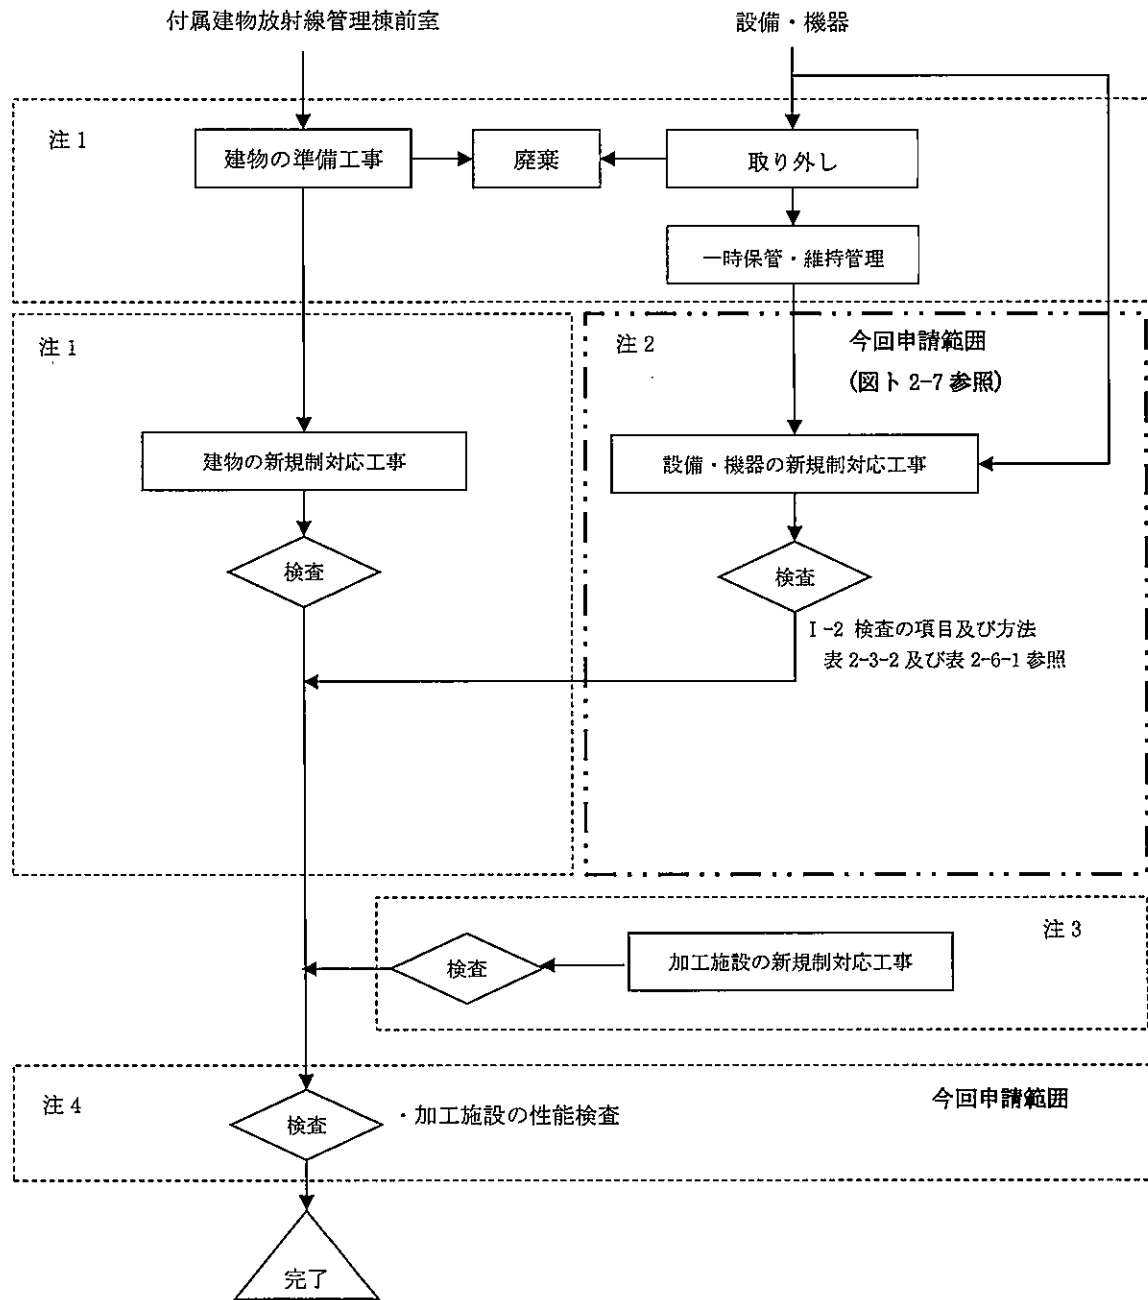 付属建物放射線管理棟前室
設備・機器
注 1
建物の準備工事
廃棄
取り外し
一時保管・維持管理
注 1
注 2
今回申請範囲
(図ト 2-7 参照)
建物の新規制対応工事
設備・機器の新規制対応工事
検査
検査
Ⅰ-2 検査の項目及び方法
表 2-3-2 及び表 2-6-1 参照
注 3
検査
加工施設の新規制対応工事
注 4
今回申請範囲
検査
・加工施設の性能検査
完了